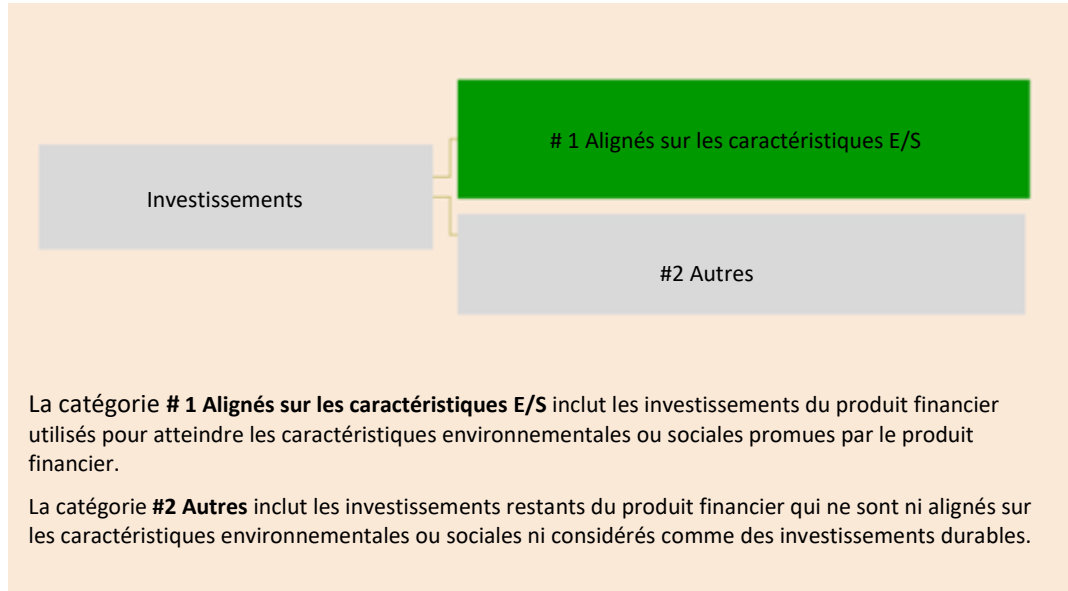 # 1 Alignés sur les caractéristiques E/S
Investissements
#2 Autres
La catégorie # 1 Alignés sur les caractéristiques E/S inclut les investissements du produit financier
utilisés pour atteindre les caractéristiques environnementales ou sociales promues par le produit
financier.
La catégorie #2 Autres inclut les investissements restants du produit financier qui ne sont ni alignés sur
les caractéristiques environnementales ou sociales ni considérés comme des investissements durables.